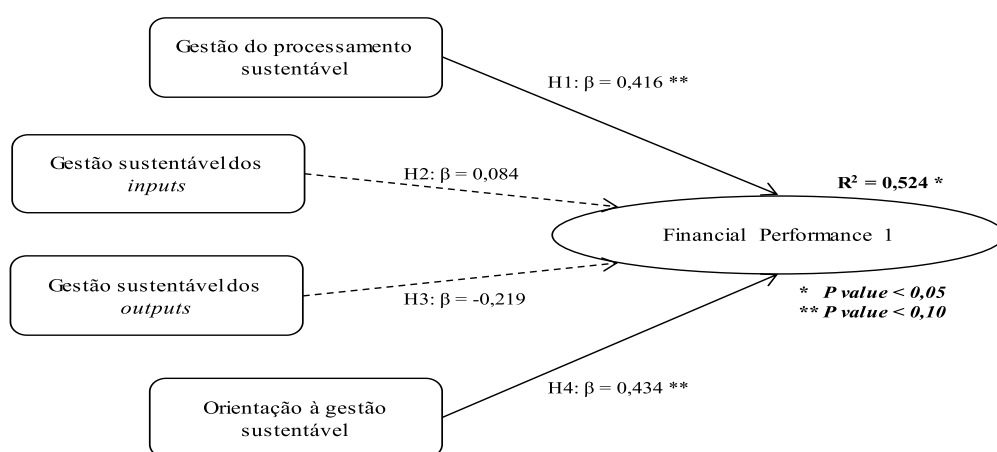 Gestão do processamento
sustentável
H1: β = 0,416 **
Gestão sustentável dos
inputs
H2: β = 0,084
R² = 0,524 *
Financial Performance 1
Gestão sustentável dos
outputs
H3: β = -0,219
* P value < 0,05
** P value < 0,10
Orientação à gestão
sustentável
H4: β = 0,434 **